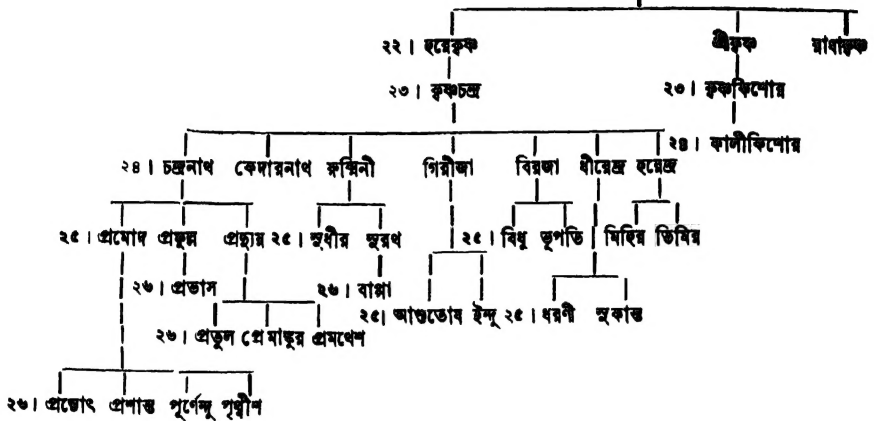 ২২। হরেকৃষ্ণ শ্রীকৃষ্ণ রাধাকৃষ্ণ
২৩। কৃষ্ণচন্দ্র ২৩। কৃষ্ণকিশোর
২৪। কালীকিশোর
২৪। চন্দ্রনাথ কেদারনাথ রুক্মিনী গিরীজা বিরজা ধীরেন্দ্র হরেন্দ্র
২৫। প্রমোদ প্রফুল্ল প্রদ্যুম্ন ২৫। সুধীর সুরথ ২৫। বিধু ভূপতি মিহির তিমির
২৬। প্রভাস ২৬। বাপ্পা
২৫। আশুতোষ ইন্দু ২৫। ধরণী সুকান্ত
২৬। প্রতুল প্রেমাঙ্কুর প্রমথেশ
২৬। প্রদ্যোৎ প্রশান্ত পূর্ণেন্দু পৃথ্বীশ